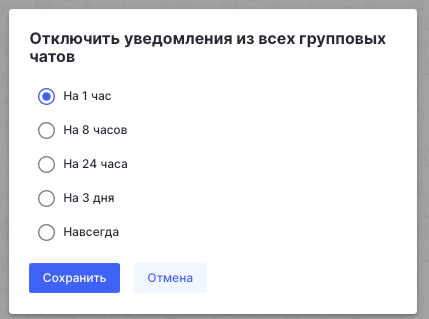 Отключить уведомления из всех групповых
чатов
На 1 час
На 8 часов
На 24 часа
На 3 дня
Навсегда
Сохранить
Отмена